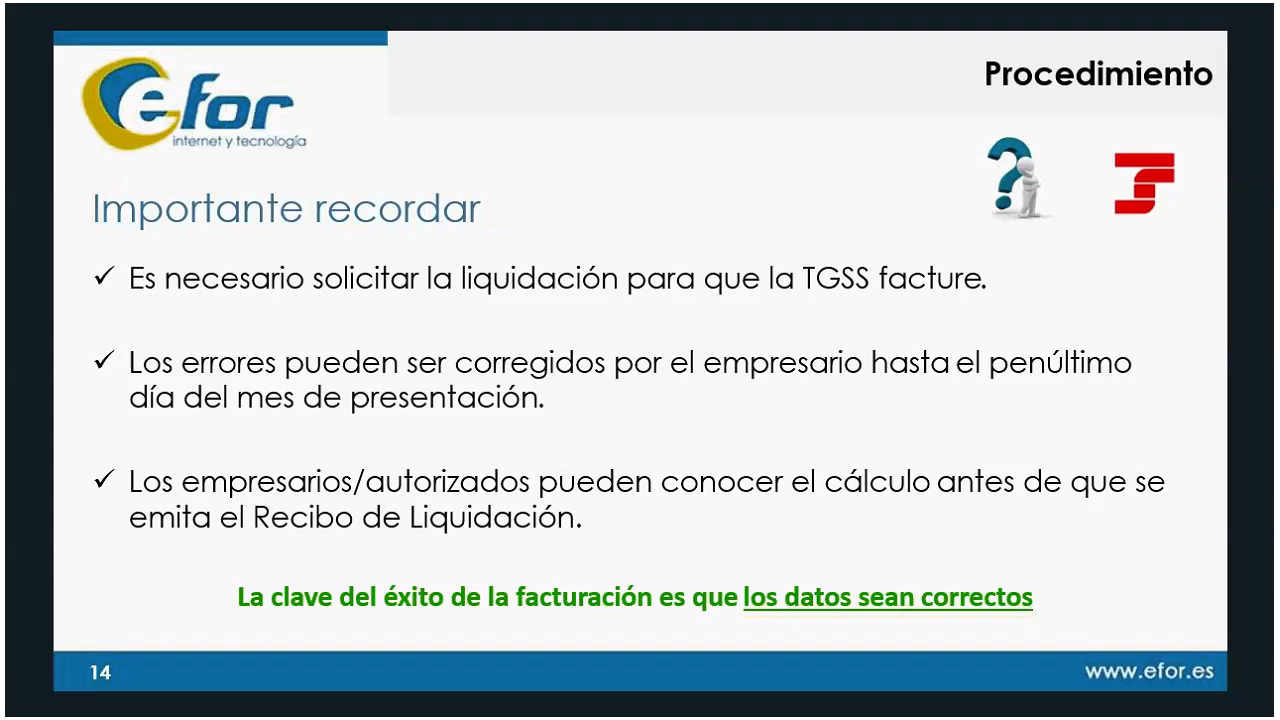 efor
internet y tecnología
Procedimiento
Importante recordar
✓ Es necesario solicitar la liquidación para que la TGSS facture.
✓ Los errores pueden ser corregidos por el empresario hasta el penúltimo
día del mes de presentación.
✓ Los empresarios/autorizados pueden conocer el cálculo antes de que se
emita el Recibo de Liquidación.
La clave del éxito de la facturación es que los datos sean correctos
14
www.efor.es